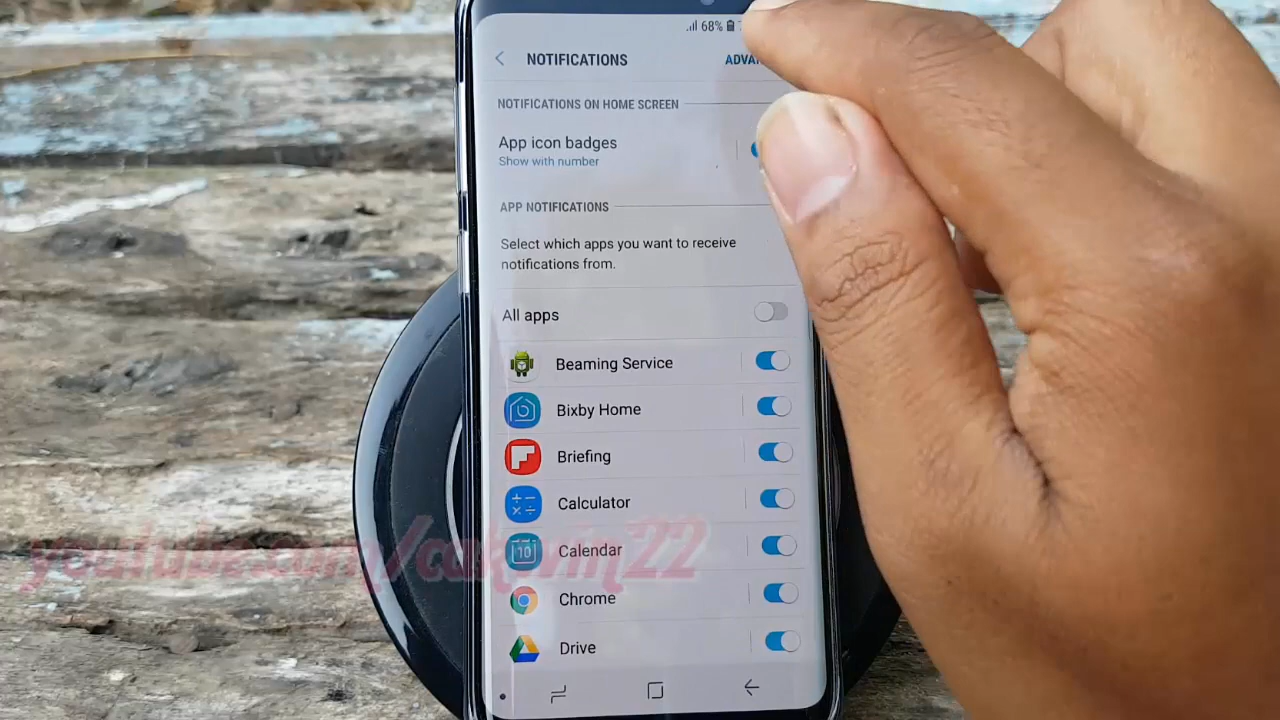 68%
NOTIFICATIONS
NOTIFICATIONS ON HOME SCREEN
App icon badges
Show with number
APP NOTIFICATIONS
Select which apps you want to receive
notifications from.
All apps
Beaming Service
Bixby Home
Briefing
Calculator
10
Calendar
Chrome
Drive